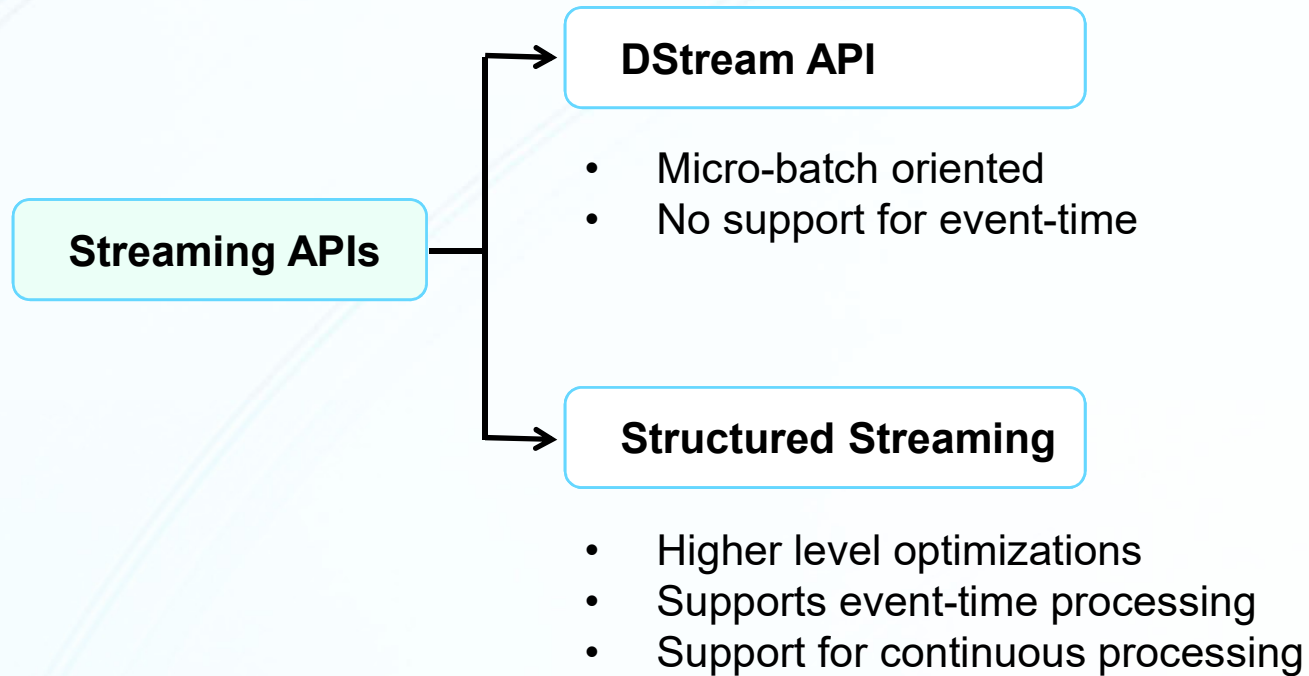 Streaming APIs
DStream API
• Micro-batch oriented
• No support for event-time
Structured Streaming
• Higher level optimizations
• Supports event-time processing
• Support for continuous processing